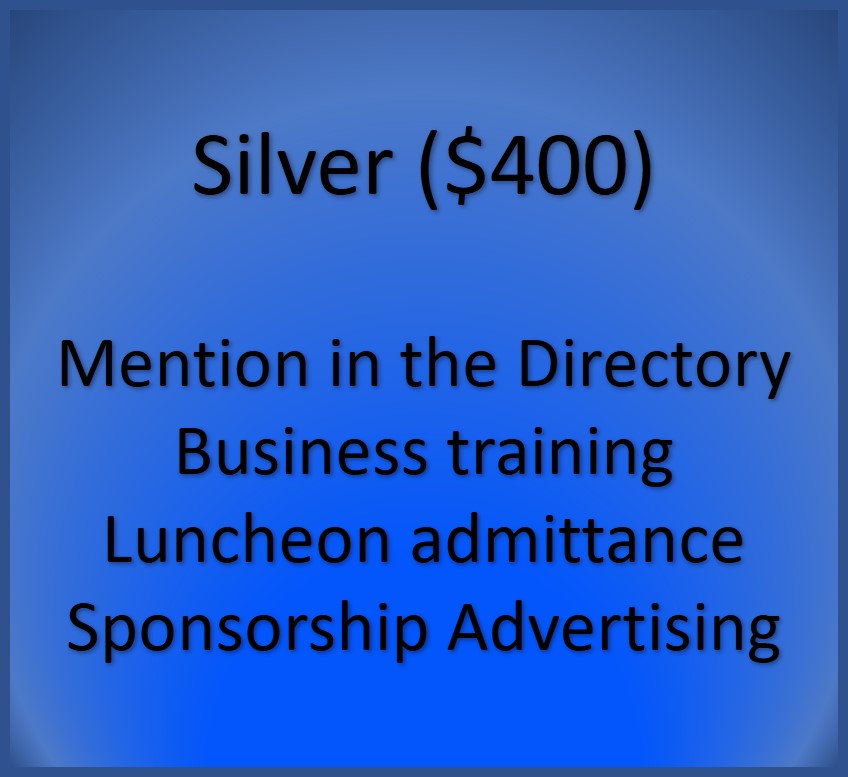 Silver ($400)
Mention in the Directory
Business training
Luncheon admittance
Sponsorship Advertising